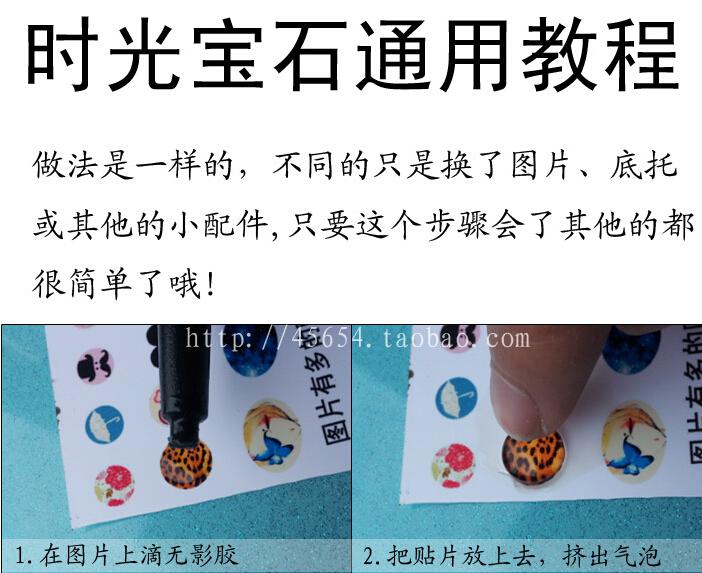 时光宝石通用教程
做法是一样的，不同的只是换了图片、底托
或其他的小配件,只要这个步骤会了其他的都
很简单了哦!
http://45654.taobao.com
图片有多的
图片有多的
1.在图片上滴无影胶
2.把贴片放上去，挤出气泡